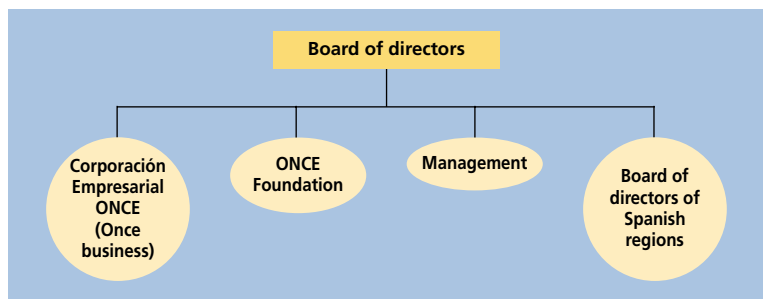 Board of directors
Corporación
Empresarial
ONCE
(Once
business)
ONCE
Foundation
Management
Board of
directors of
Spanish
regions